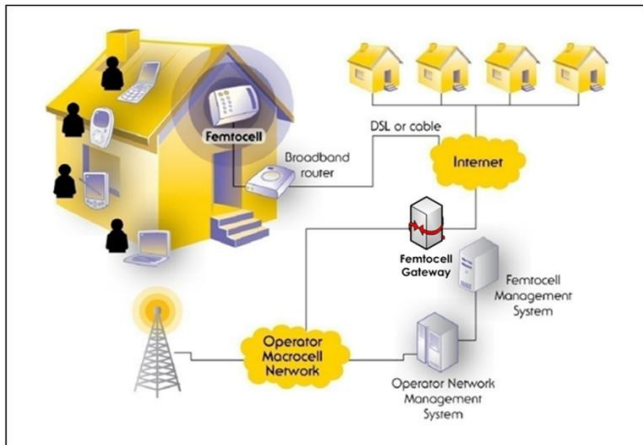 Femtocell
Broadband
router
DSL or cable
Internet
Femtocell
Gateway
Femtocell
Management
System
Operator
Macrocell
Network
Operator Network
Management
System